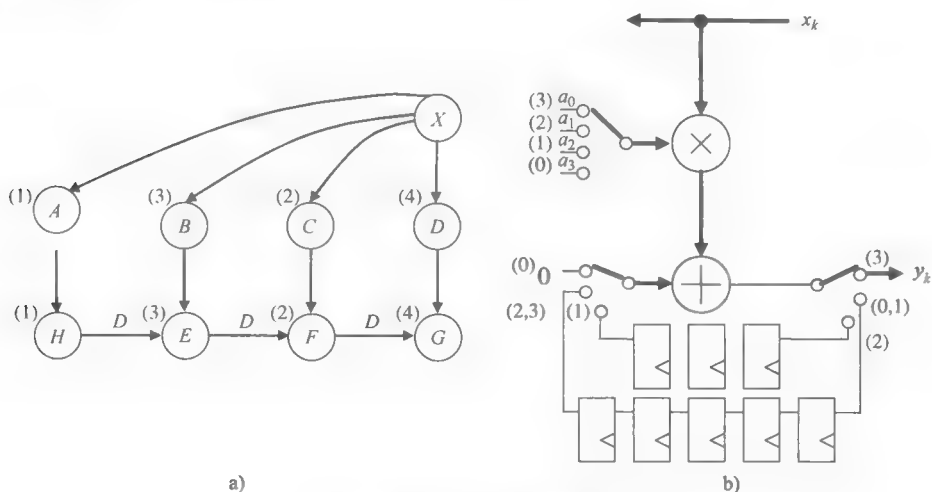 X
(1) A
(3) B
(2) C
(4) D
(1) H
D
(3) E
D
(2) F
D
(4) G
a)
x_k
(3) a_0
(2) a_1
(1) a_2
(0) a_3
×
(0) 0
+
(3) y_k
(2,3)
(1)
(0,1)
(2)
b)